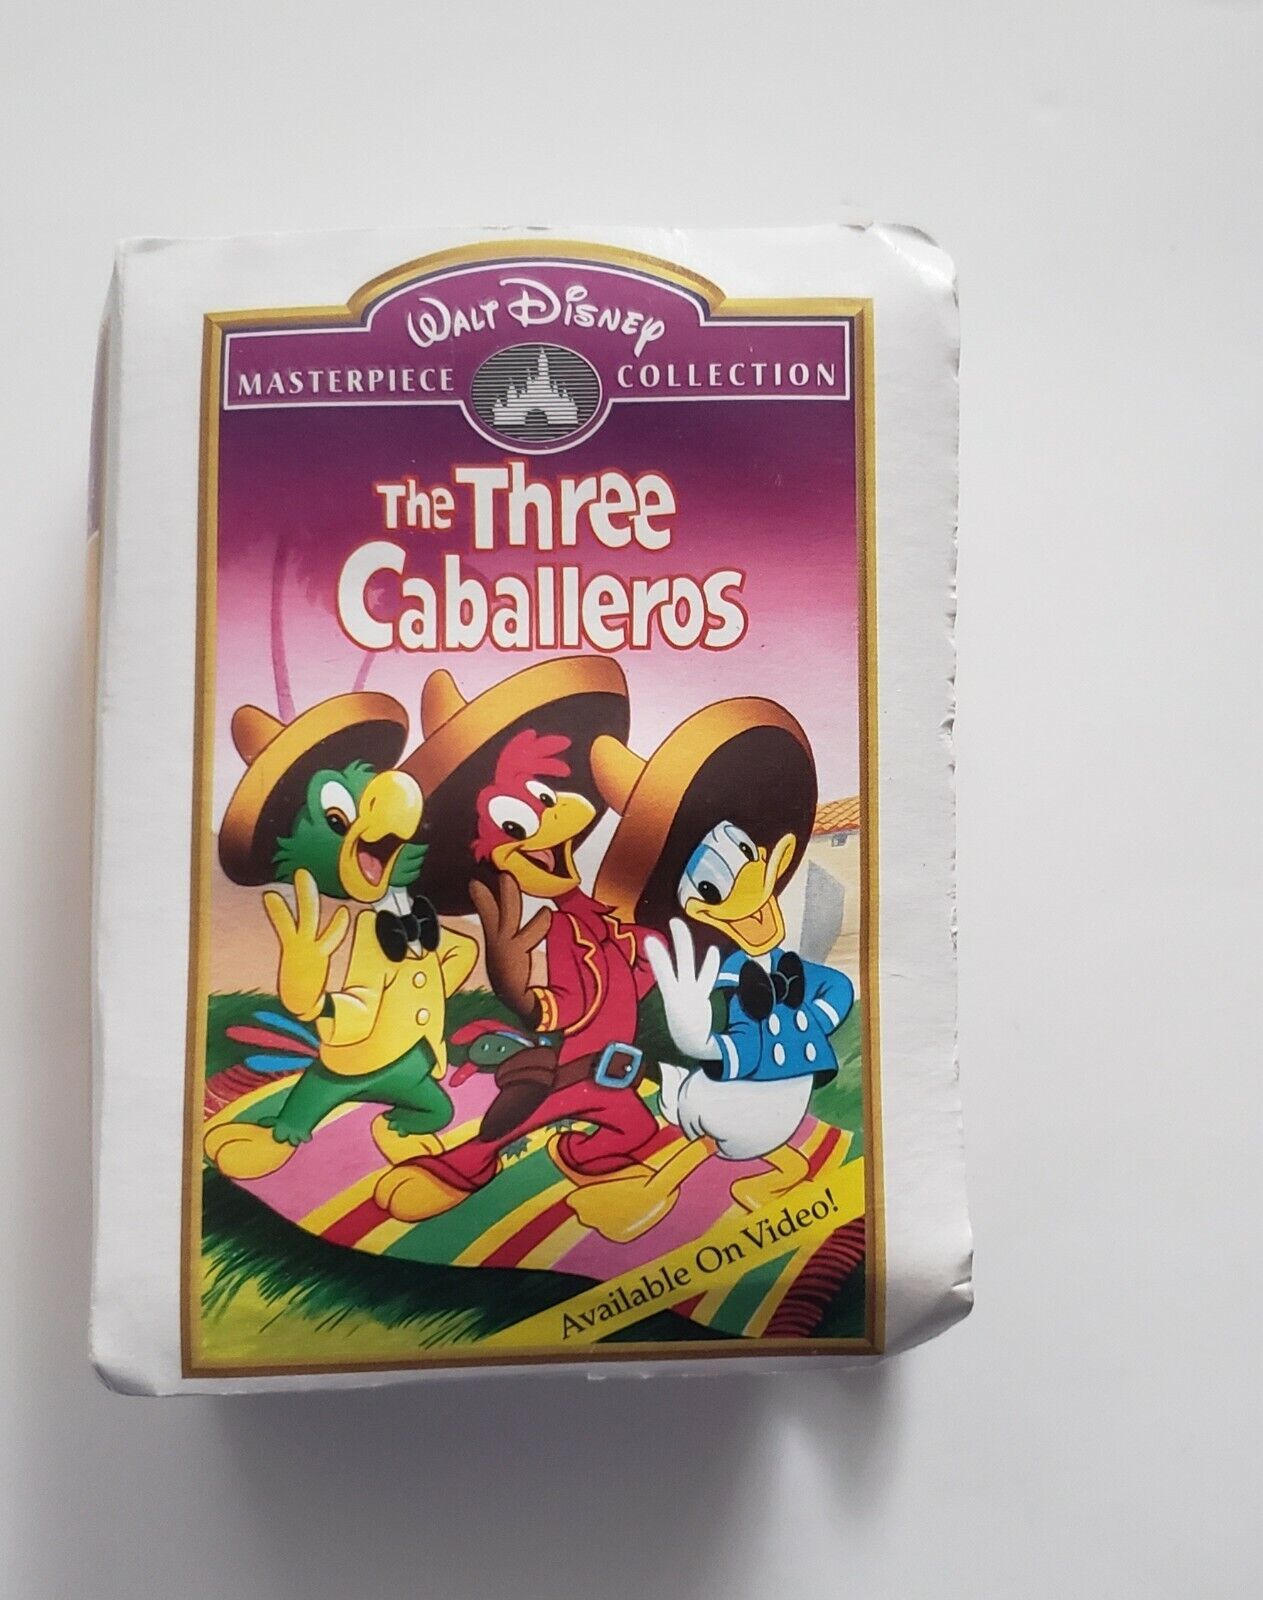 Walt Disney
MASTERPIECE COLLECTION
The Three
Caballeros
Available On Video!